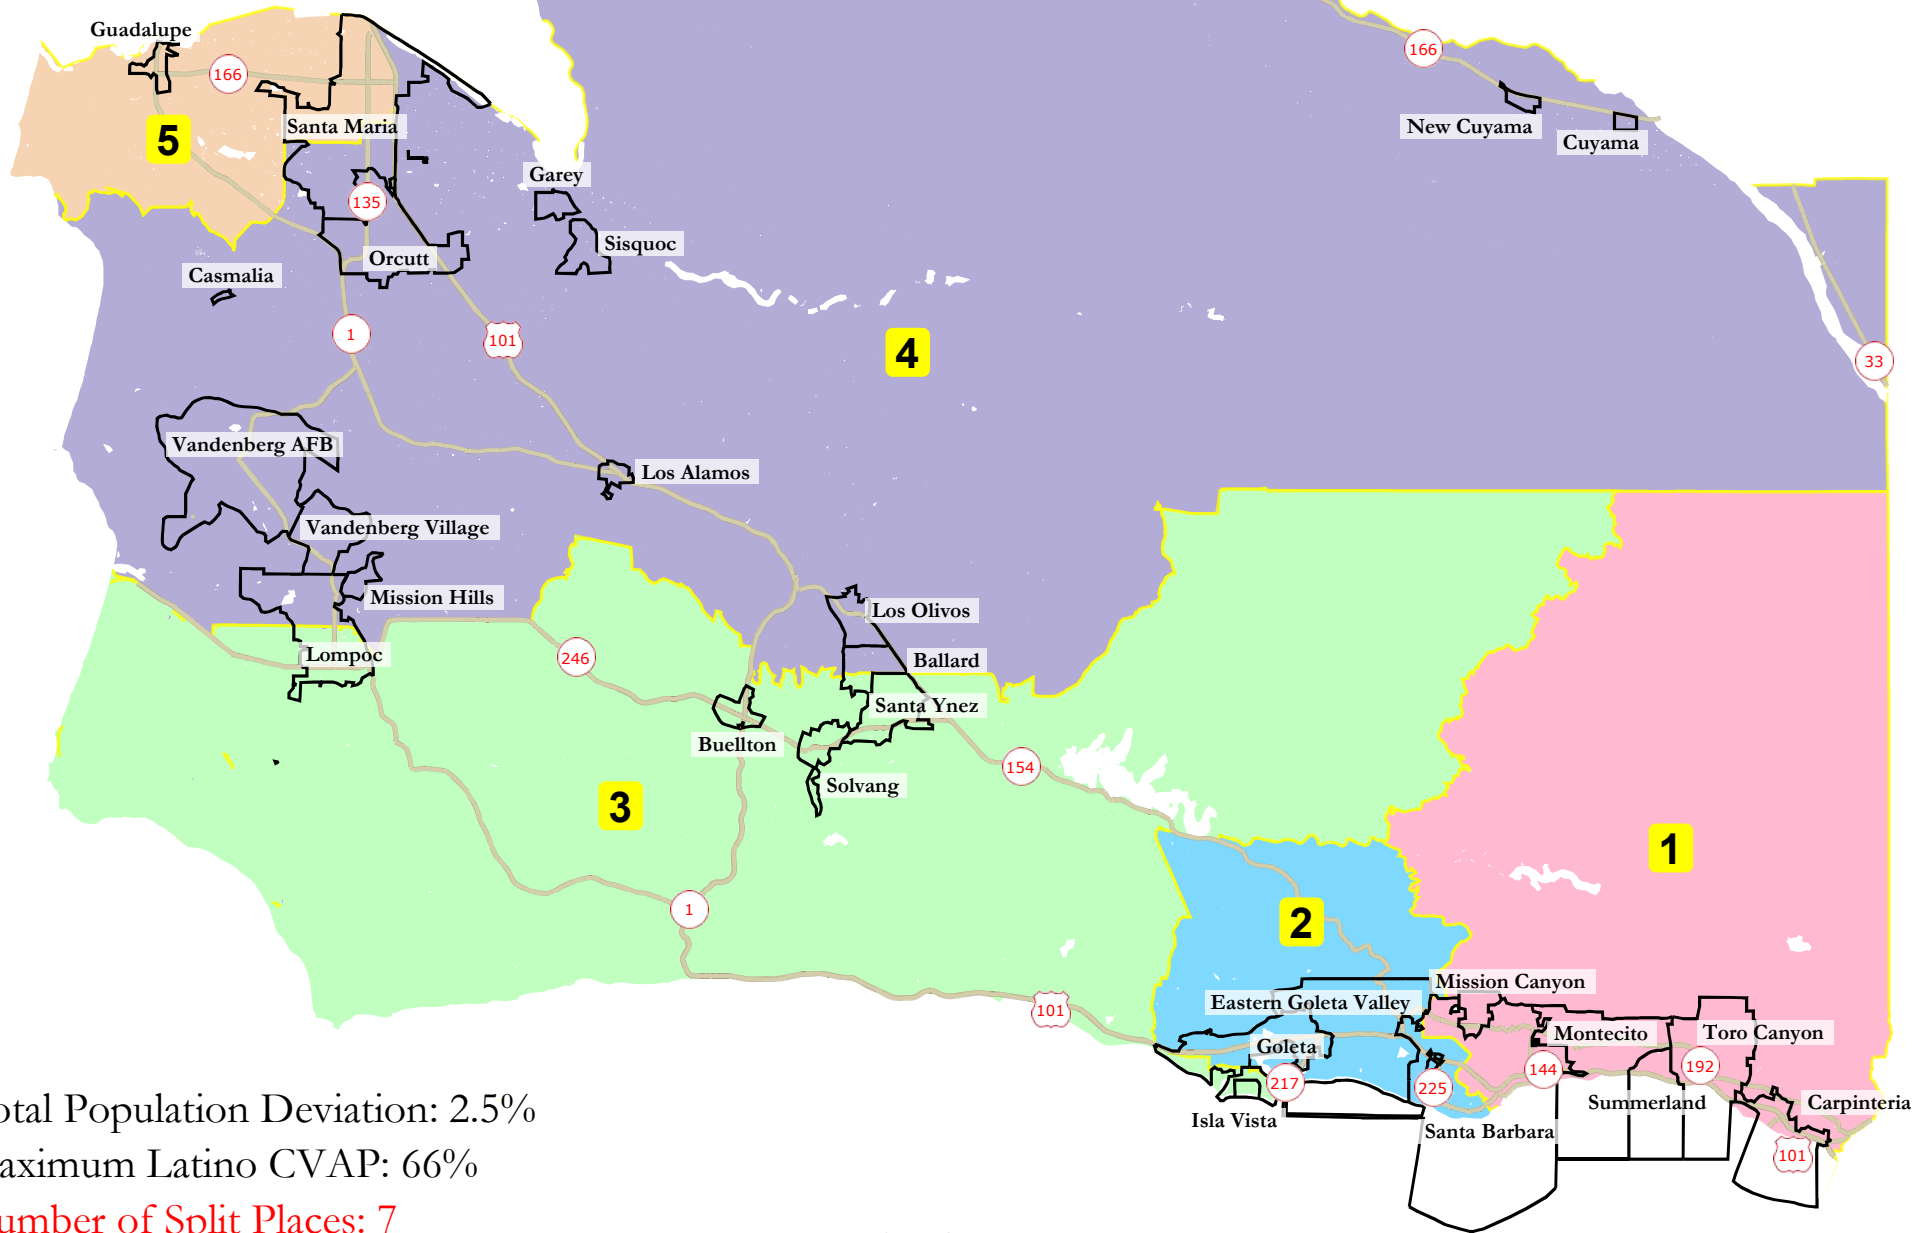 Guadalupe
166
166
5
Santa Maria
New Cuyama
Cuyama
Garey
135
Sisquoc
Orcutt
Casmalia
1
101
4
33
Vandenberg AFB
Los Alamos
Vandenberg Village
Mission Hills
Los Olivos
Lompoc
246
Ballard
Santa Ynez
Buellton
154
Solvang
3
1
1
2
Mission Canyon
Eastern Goleta Valley
101
Goleta
Montecito
Toro Canyon
217
225
144
192
Isla Vista
Summerland
Carpinteria
Santa Barbara
101
otal Population Deviation: 2.5%
aximum Latino CVAP: 66%
umber of Split Places: 7